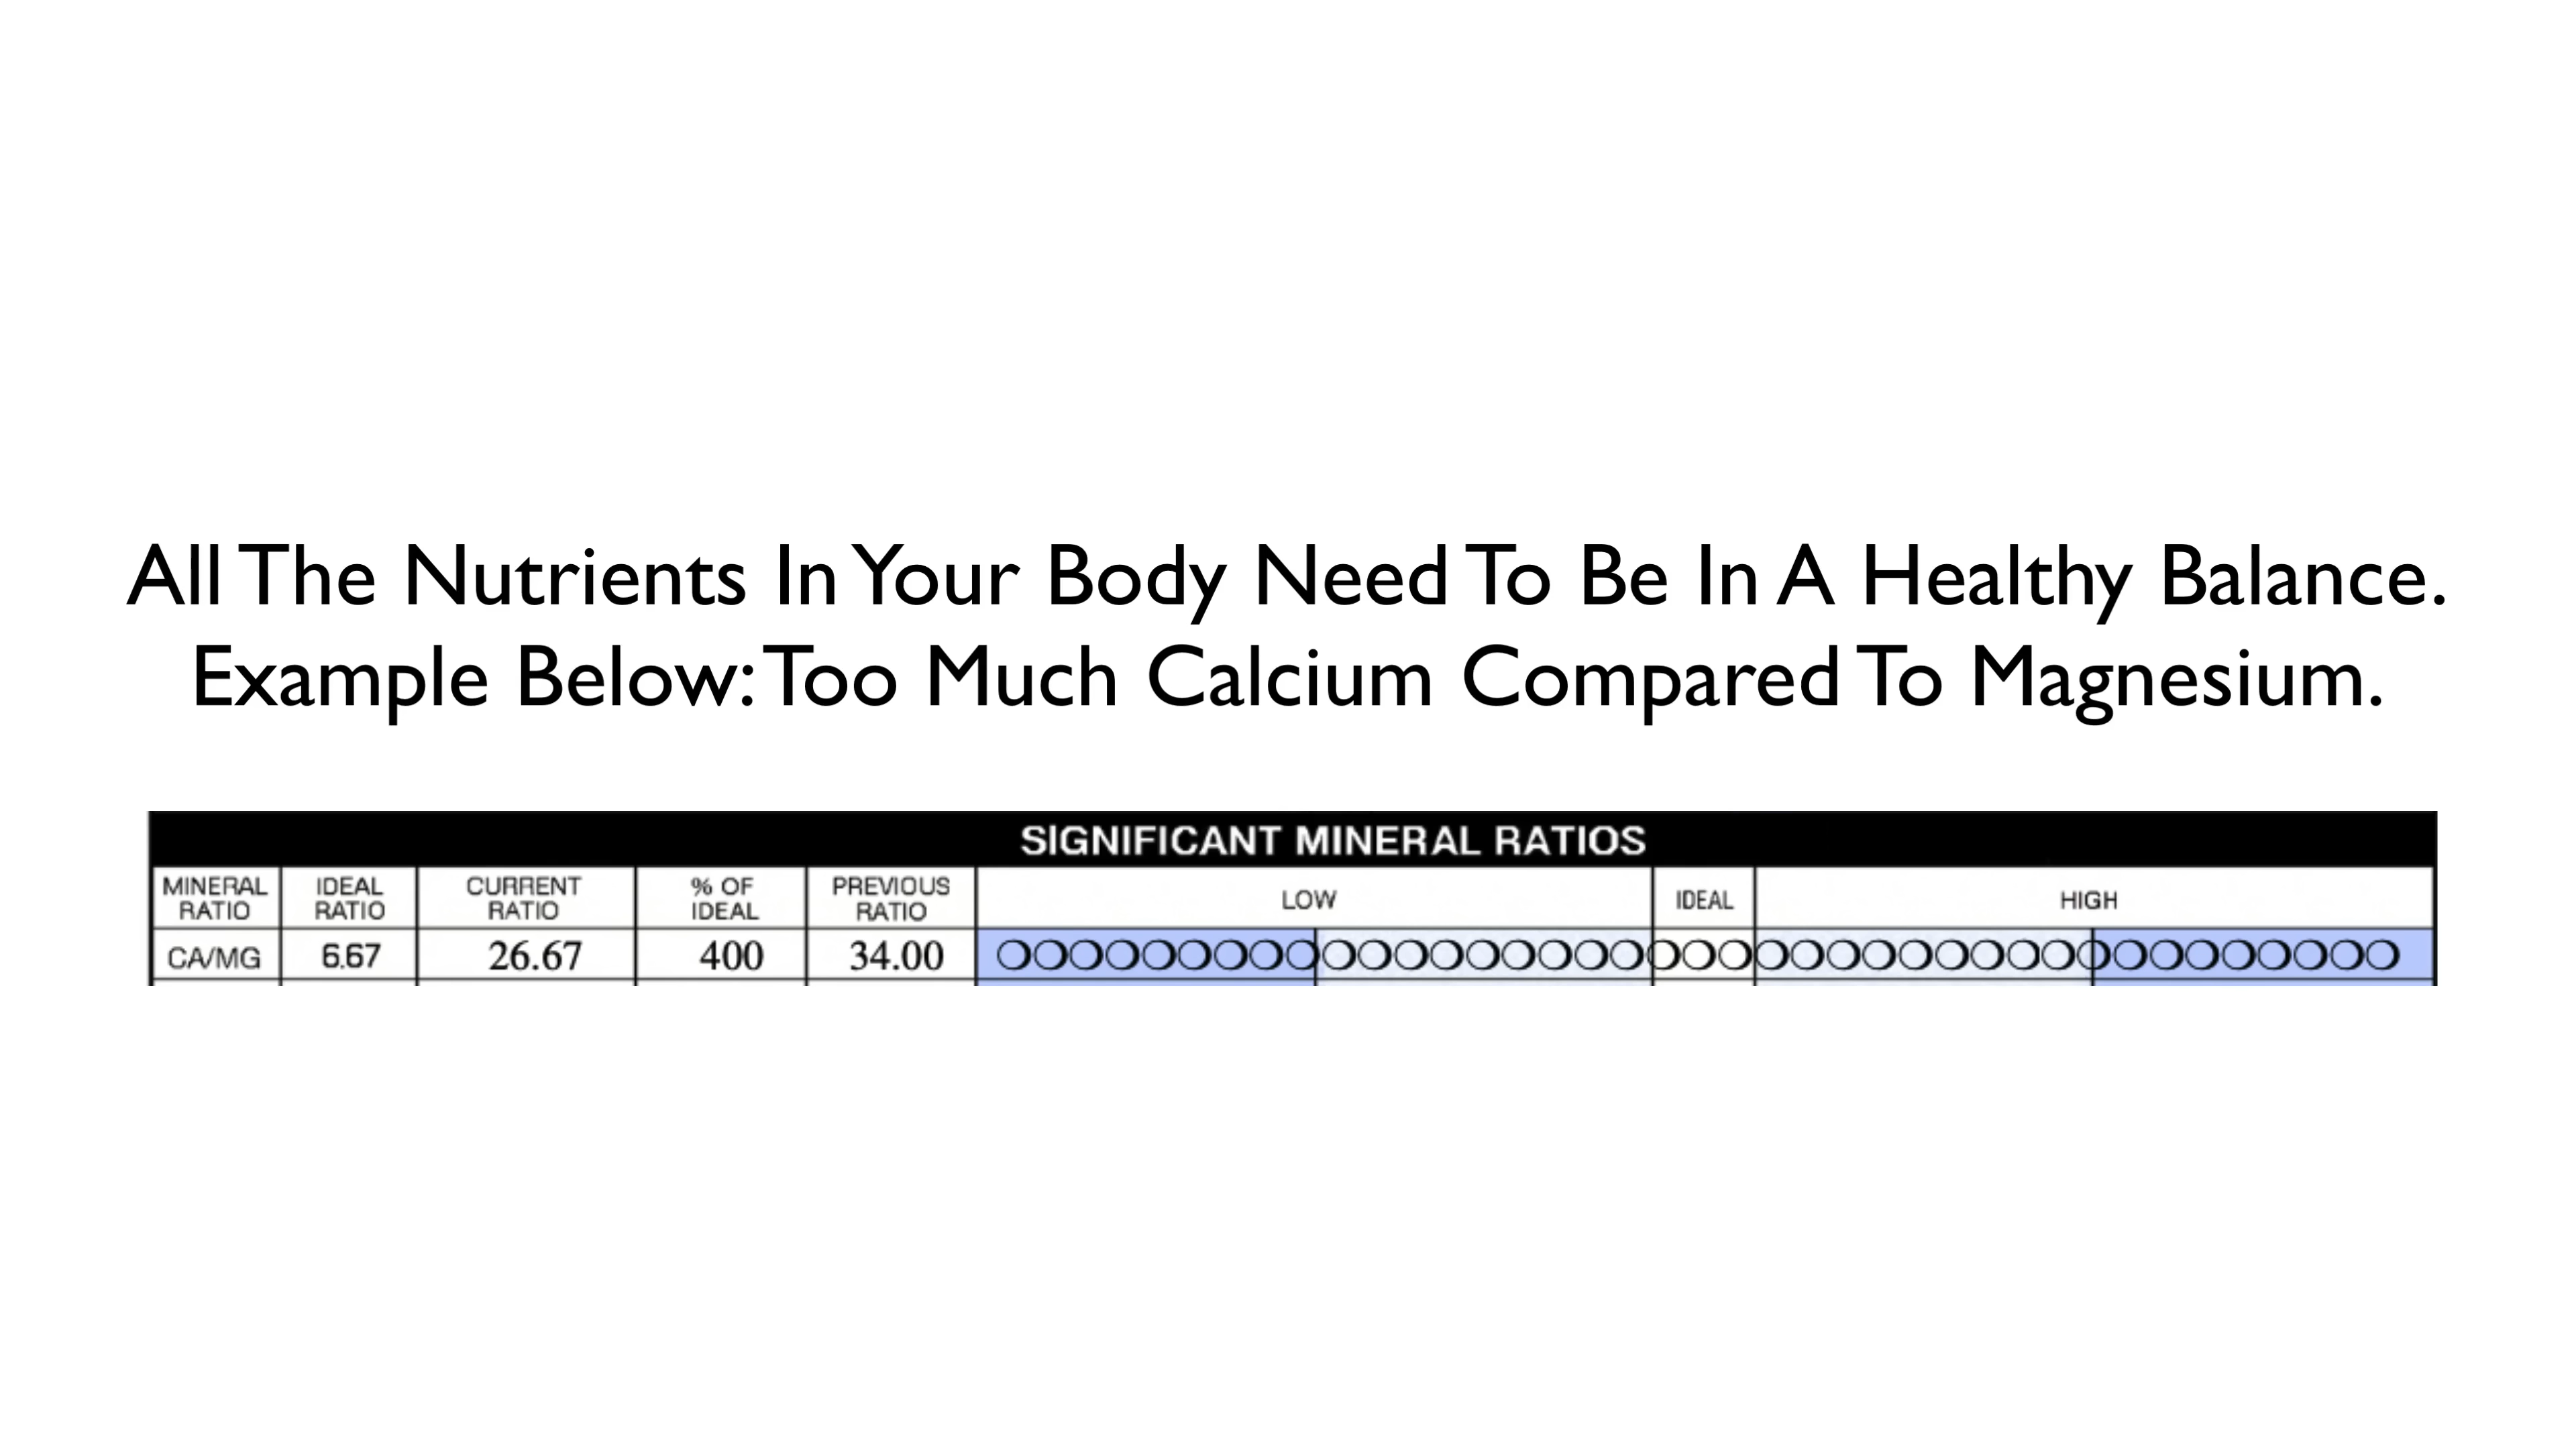 All The Nutrients In Your Body Need To Be In A Healthy Balance.
Example Below: Too Much Calcium Compared To Magnesium.
SIGNIFICANT MINERAL RATIOS
MINERAL RATIO IDEAL RATIO CURRENT RATIO % OF IDEAL PREVIOUS RATIO LOW IDEAL HIGH
CA/MG 6.67 26.67 400 34.00